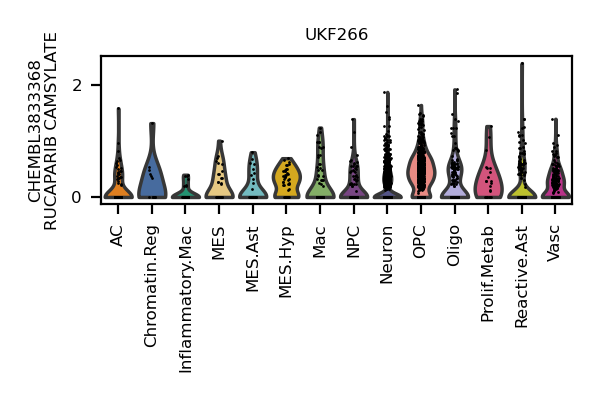 UKF266
CHEMBL3833368
RUCAPARIB CAMSYLATE
2
0
AC
Chromatin.Reg
Inflammatory.Mac
MES
MES.Ast
MES.Hyp
Mac
NPC
Neuron
OPC
Oligo
Prolif.Metab
Reactive.Ast
Vasc